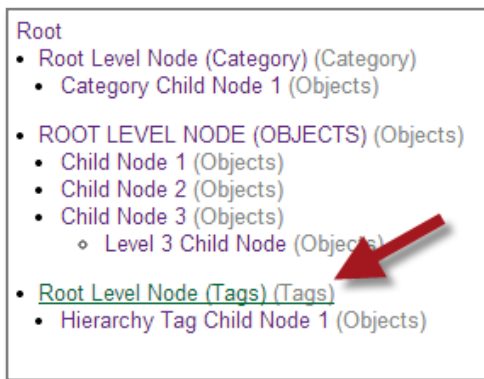 Root
Root Level Node (Category) (Category)
Category Child Node 1 (Objects)
ROOT LEVEL NODE (OBJECTS) (Objects)
Child Node 1 (Objects)
Child Node 2 (Objects)
Child Node 3 (Objects)
Level 3 Child Node (Objects)
Root Level Node (Tags) (Tags)
Hierarchy Tag Child Node 1 (Objects)